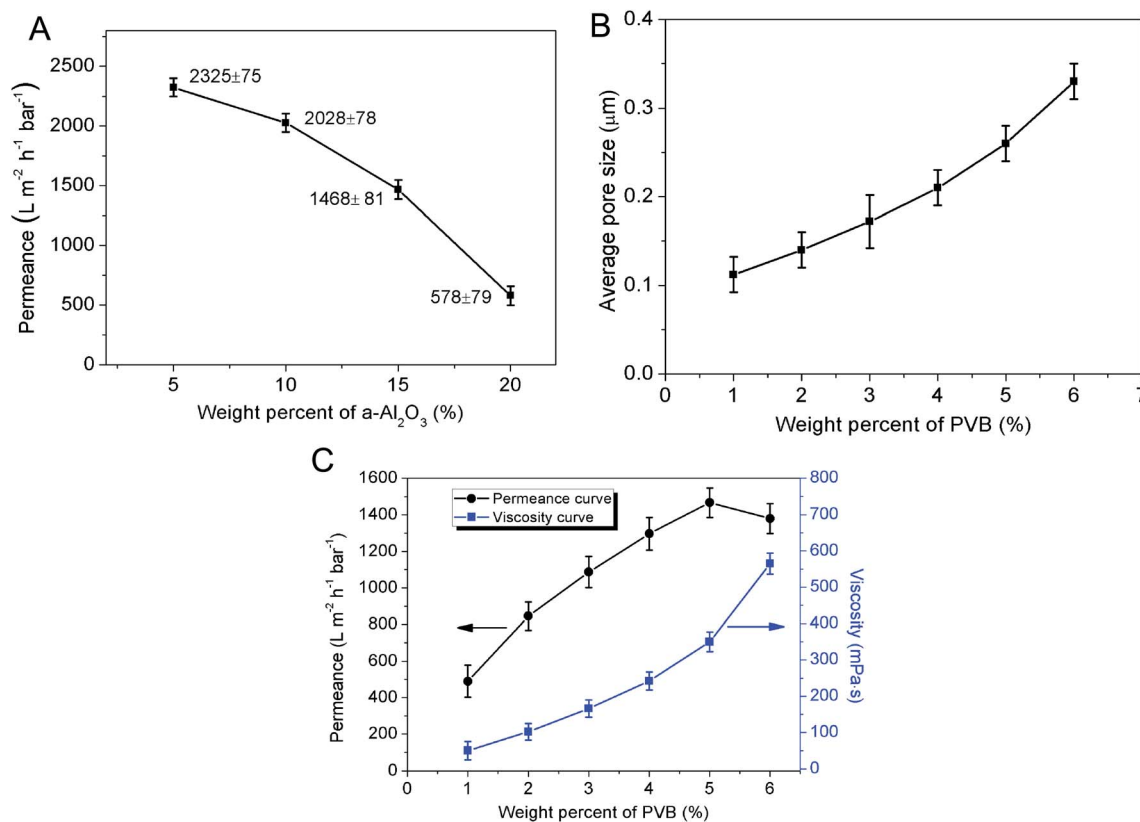 A
2500
2000
1500
1000
500
0
Permeance (L m⁻² h⁻¹ bar⁻¹)
2325±75
2028±78
1468± 81
578±79
5 10 15 20
Weight percent of a-Al₂O₃ (%)
B
0.4
0.3
0.2
0.1
0.0
Average pore size (μm)
0 1 2 3 4 5 6 7
Weight percent of PVB (%)
C
1600
1400
1200
1000
800
600
400
200
0
Permeance (L m⁻² h⁻¹ bar⁻¹)
Permeance curve
Viscosity curve
800
700
600
500
400
300
200
100
0
Viscosity (mPa-s)
0 1 2 3 4 5 6
Weight percent of PVB (%)